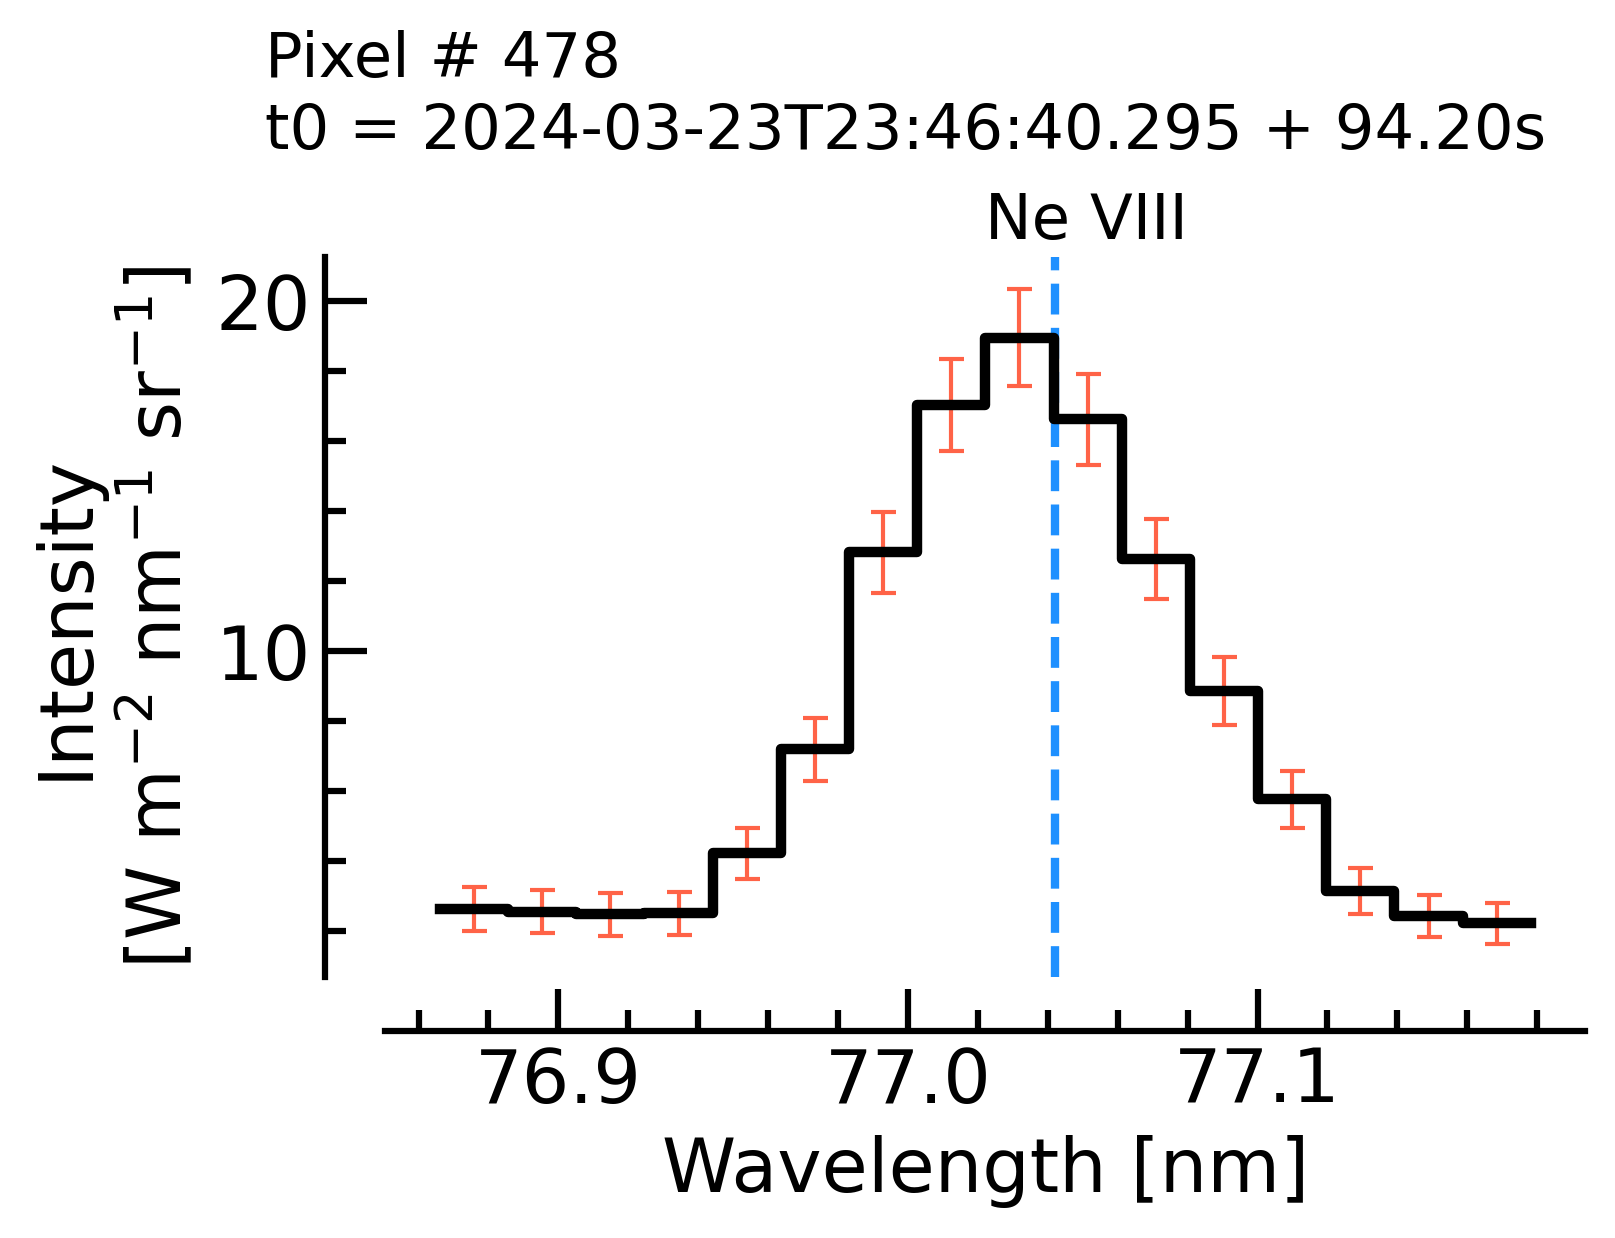 Pixel # 478
t0 = 2024-03-23T23:46:40.295 + 94.20s
Ne VIII
Intensity
[W m⁻² nm⁻¹ sr⁻¹]
20
10
76.9 77.0 77.1
Wavelength [nm]